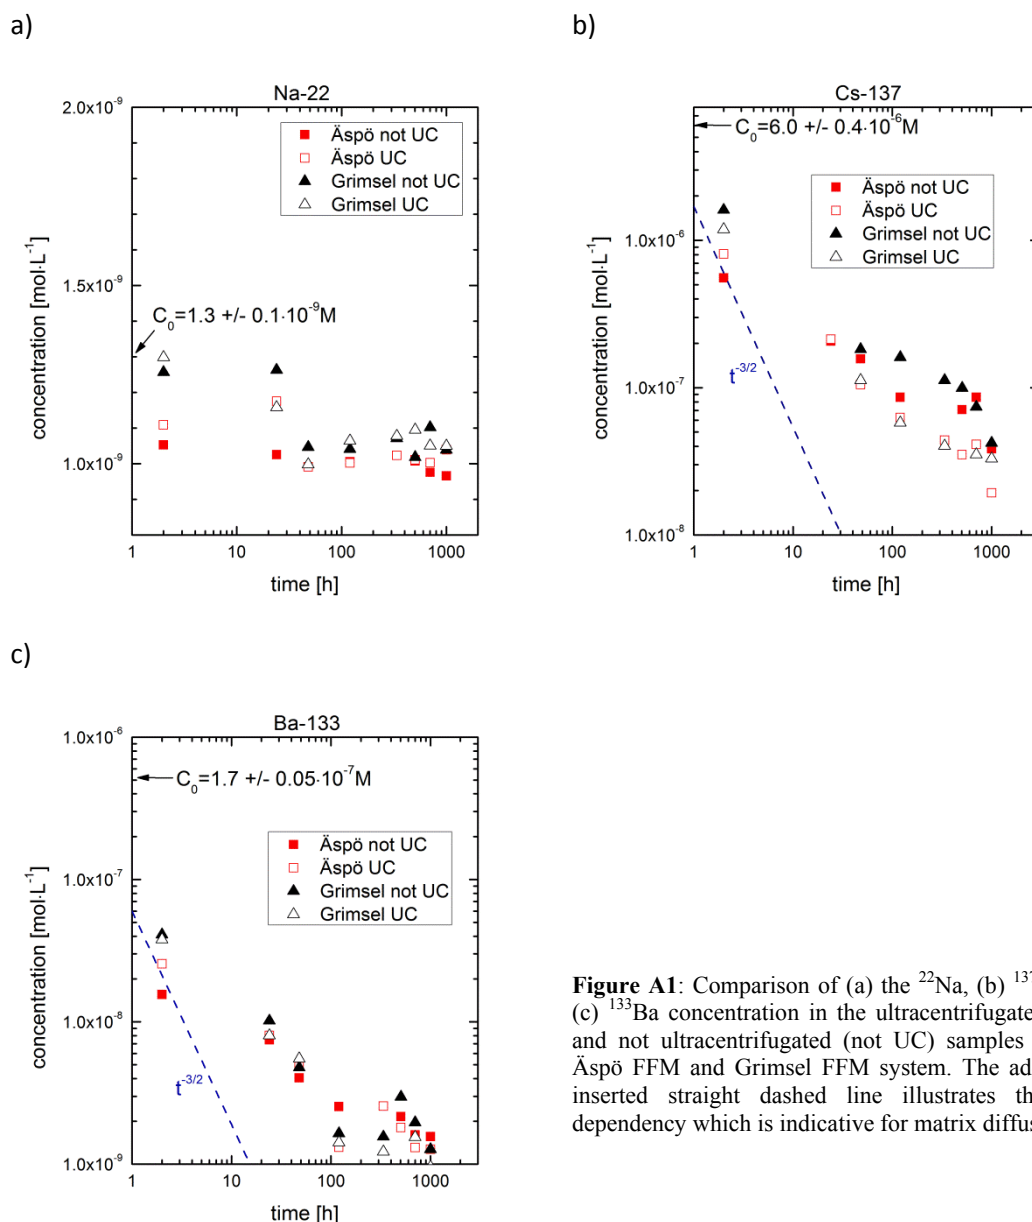 a)
b)
Na-22
2.0x10⁻⁹
1.5x10⁻⁹
1.0x10⁻⁹
concentration [mol·L⁻¹]
Äspö not UC
Äspö UC
Grimsel not UC
Grimsel UC
C₀=1.3 +/- 0.1·10⁻⁹M
1 10 100 1000
time [h]
Cs-137
C₀=6.0 +/- 0.4·10⁻⁶M
1.0x10⁻⁶
1.0x10⁻⁷
1.0x10⁻⁸
concentration [mol·L⁻¹]
Äspö not UC
Äspö UC
Grimsel not UC
Grimsel UC
t⁻³/²
1 10 100 1000
time [h]
c)
Ba-133
1.0x10⁻⁶
1.0x10⁻⁷
1.0x10⁻⁸
1.0x10⁻⁹
concentration [mol·L⁻¹]
C₀=1.7 +/- 0.05·10⁻⁷M
Äspö not UC
Äspö UC
Grimsel not UC
Grimsel UC
t⁻³/²
1 10 100 1000
time [h]
Figure A1: Comparison of (a) the ²²Na, (b) ¹³⁷
(c) ¹³³Ba concentration in the ultracentrifugate
and not ultracentrifugated (not UC) samples
Äspö FFM and Grimsel FFM system. The ad
inserted straight dashed line illustrates th
dependency which is indicative for matrix diffus